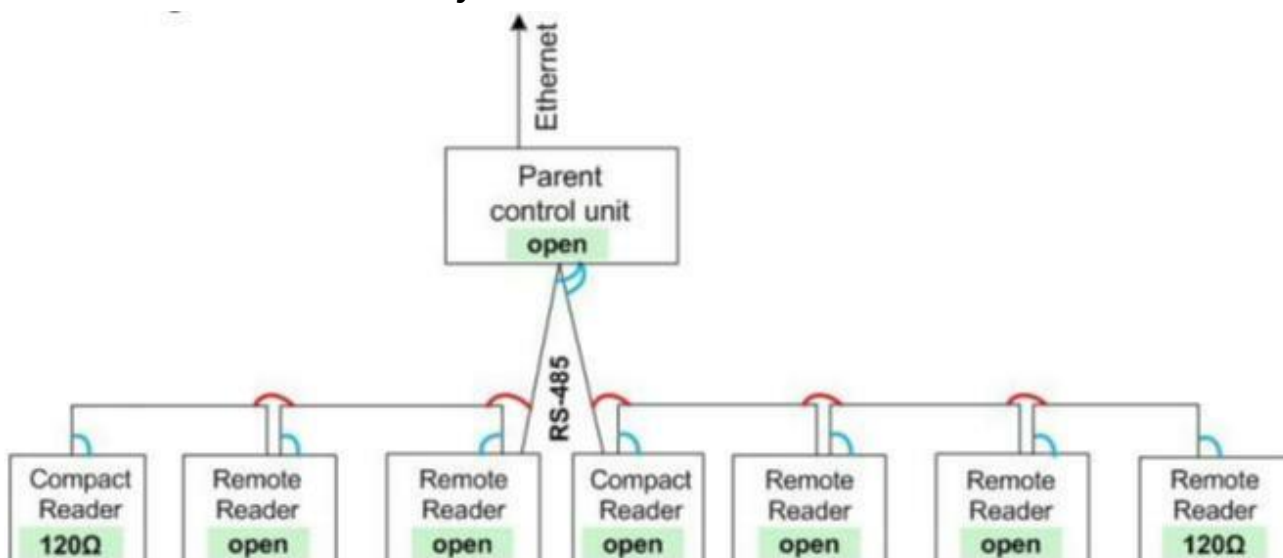 Ethernet
Parent
control unit
open
RS-485
Compact
Reader
120Ω
Remote
Reader
open
Remote
Reader
open
Compact
Reader
open
Remote
Reader
open
Remote
Reader
open
Remote
Reader
120Ω